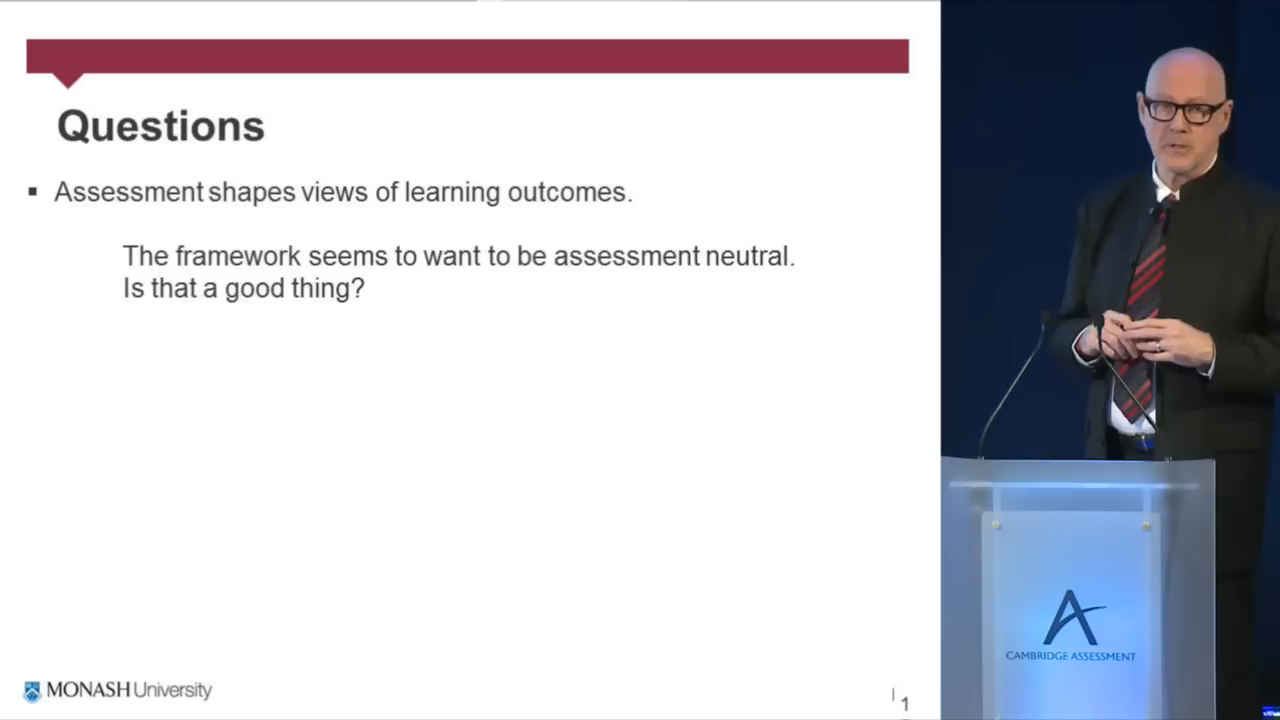 Questions
▪ Assessment shapes views of learning outcomes.
The framework seems to want to be assessment neutral.
Is that a good thing?
MONASH University
1
CAMBRIDGE ASSESSMENT